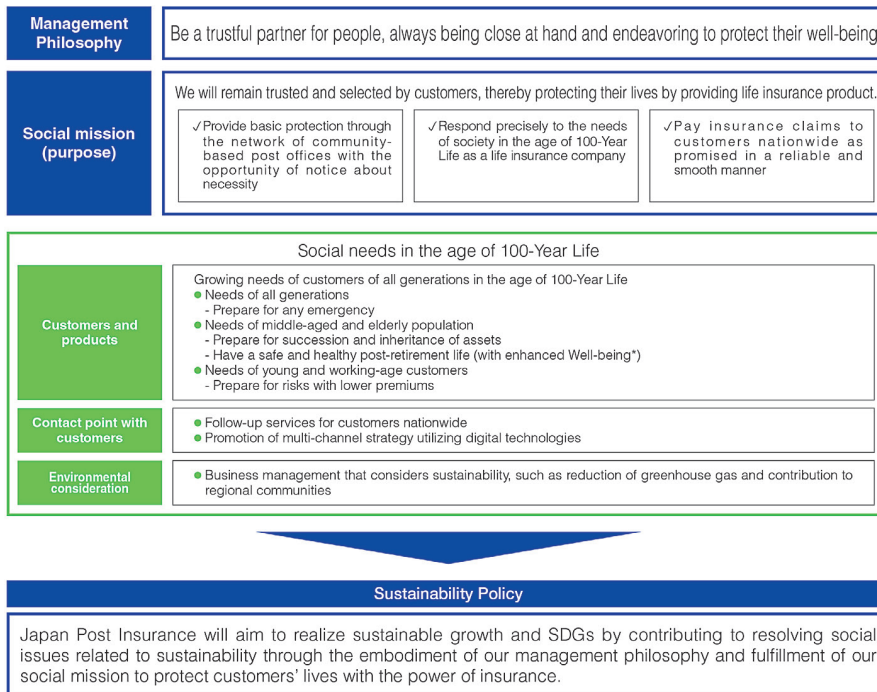 Management
Philosophy
Be a trustful partner for people, always being close at hand and endeavoring to protect their well-being
Social mission
(purpose)
We will remain trusted and selected by customers, thereby protecting their lives by providing life insurance product.
✓Provide basic protection through
the network of community-
based post offices with the
opportunity of notice about
necessity
✓Respond precisely to the needs
of society in the age of 100-Year
Life as a life insurance company
✓Pay insurance claims to
customers nationwide as
promised in a reliable and
smooth manner
Social needs in the age of 100-Year Life
Customers and
products
Growing needs of customers of all generations in the age of 100-Year Life
● Needs of all generations
- Prepare for any emergency
● Needs of middle-aged and elderly population
- Prepare for succession and inheritance of assets
- Have a safe and healthy post-retirement life (with enhanced Well-being*)
● Needs of young and working-age customers
- Prepare for risks with lower premiums
Contact point with
customers
● Follow-up services for customers nationwide
● Promotion of multi-channel strategy utilizing digital technologies
Environmental
consideration
● Business management that considers sustainability, such as reduction of greenhouse gas and contribution to
regional communities
Sustainability Policy
Japan Post Insurance will aim to realize sustainable growth and SDGs by contributing to resolving social
issues related to sustainability through the embodiment of our management philosophy and fulfillment of our
social mission to protect customers' lives with the power of insurance.